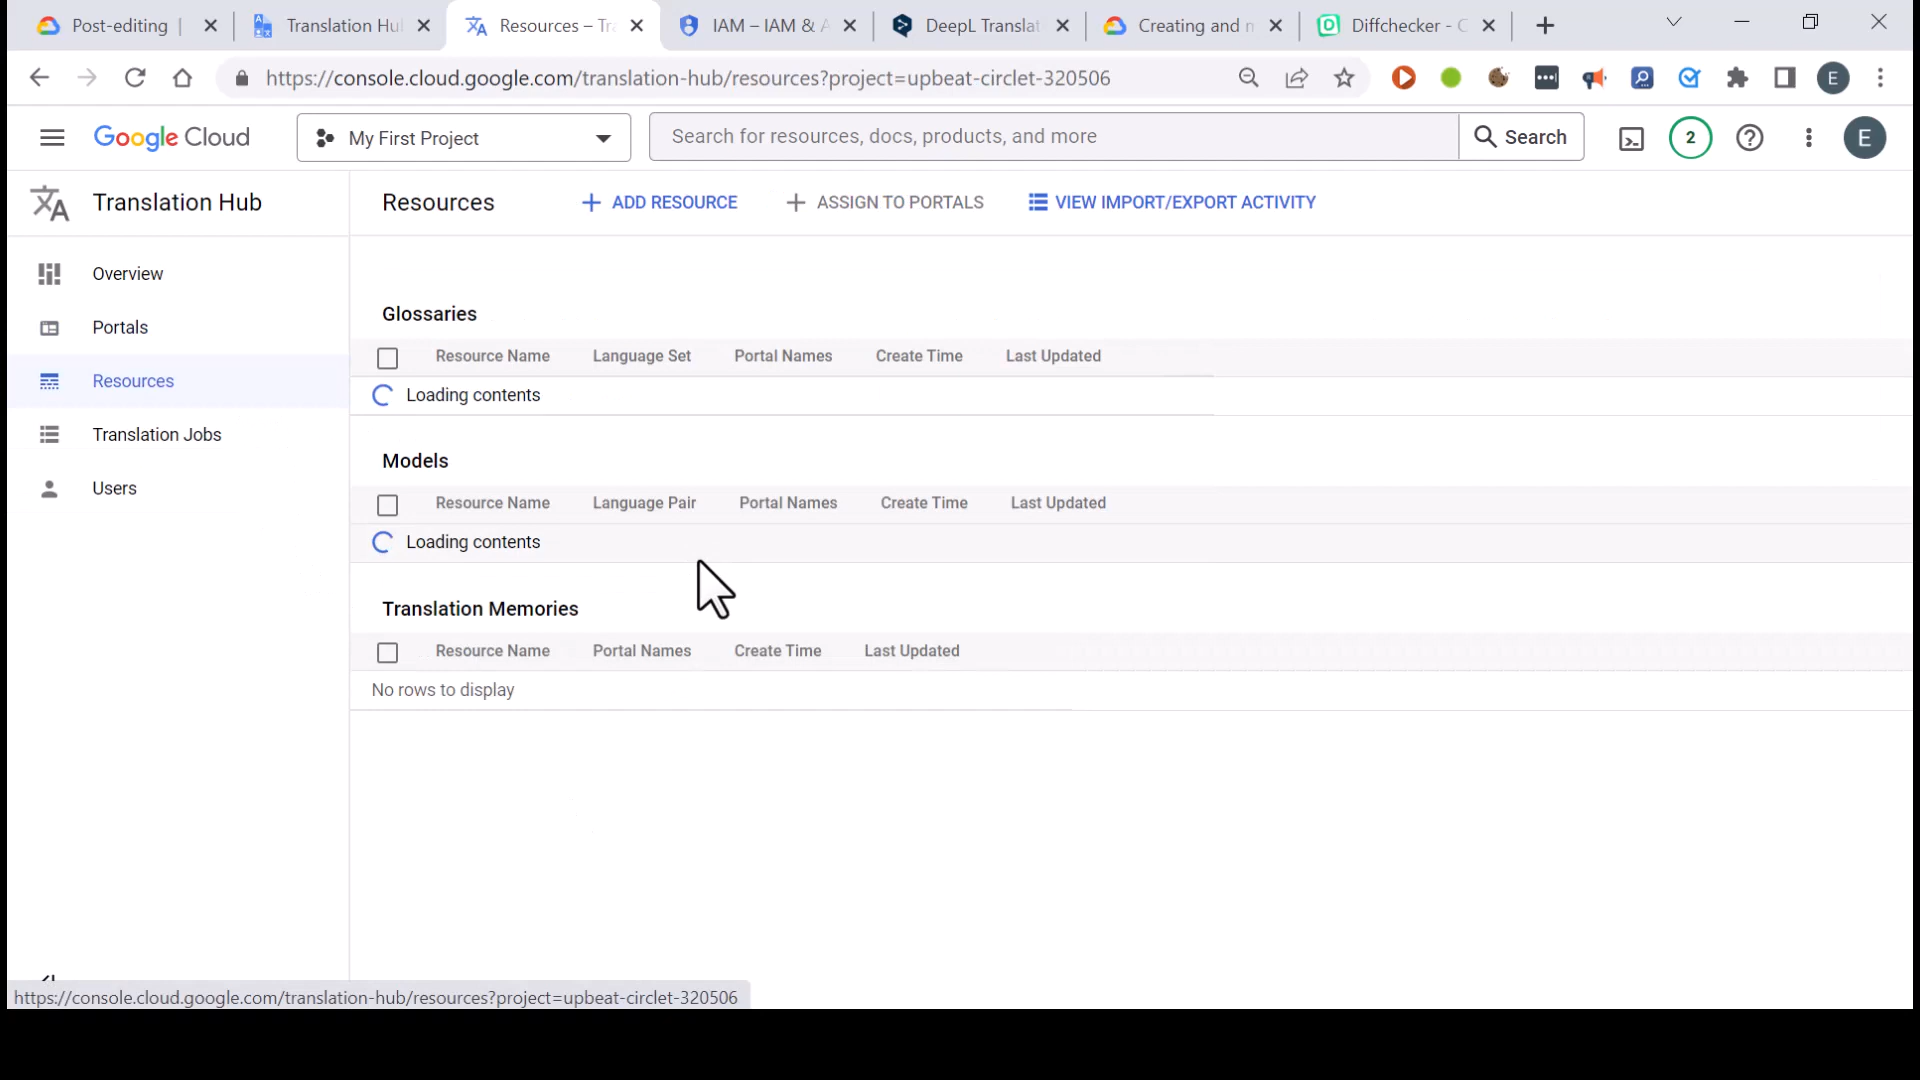 Post-editing |
Translation Hu
Resources – Tra
IAM – IAM & A
DeepL Translat
Creating and m
Diffchecker – C
https://console.cloud.google.com/translation-hub/resources?project=upbeat-circlet-320506
E
Google Cloud
My First Project
Search for resources, docs, products, and more
Search
2
E
Translation Hub
Resources
ADD RESOURCE
ASSIGN TO PORTALS
VIEW IMPORT/EXPORT ACTIVITY
Overview
Portals
Resources
Translation Jobs
Users
Glossaries
Resource Name Language Set Portal Names Create Time Last Updated
Loading contents
Models
Resource Name Language Pair Portal Names Create Time Last Updated
Loading contents
Translation Memories
Resource Name Portal Names Create Time Last Updated
No rows to display
https://console.cloud.google.com/translation-hub/resources?project=upbeat-circlet-320506